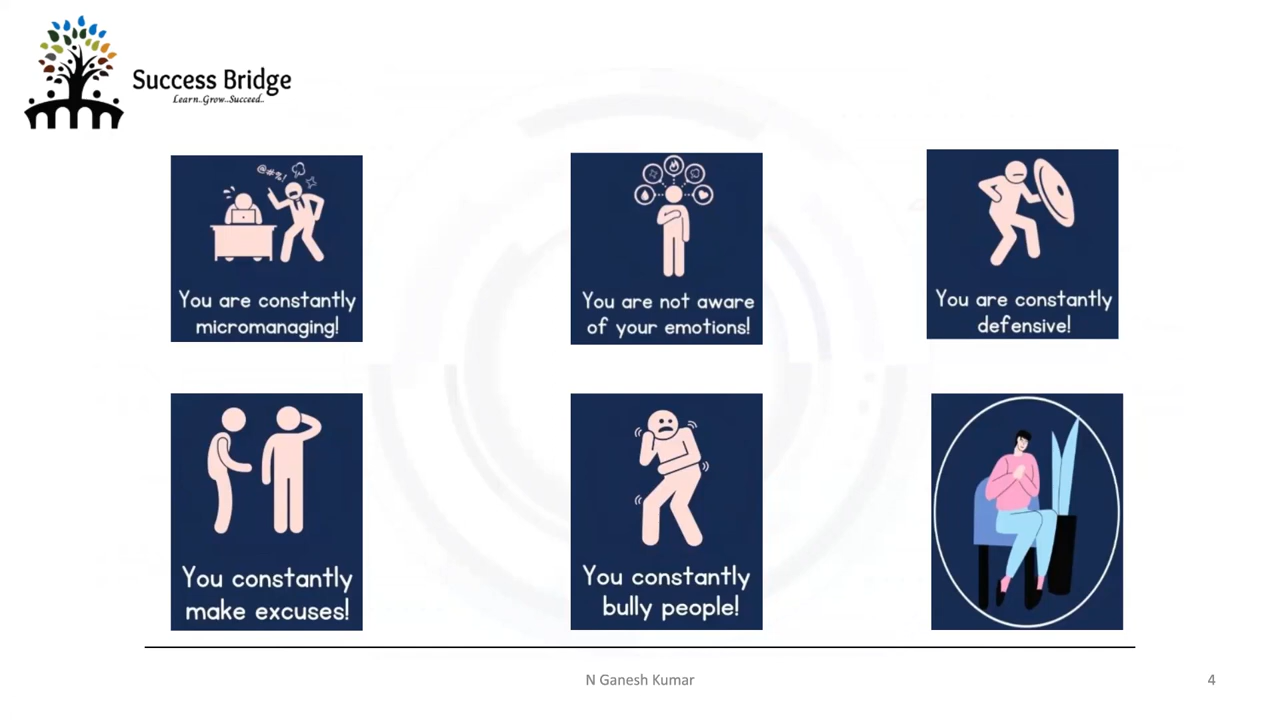 Success Bridge
Learn..Grow...Succeed..
@#%!
You are constantly
micromanaging!
You are not aware
of your emotions!
You are constantly
defensive!
You constantly
make excuses!
You constantly
bully people!
N Ganesh Kumar
4